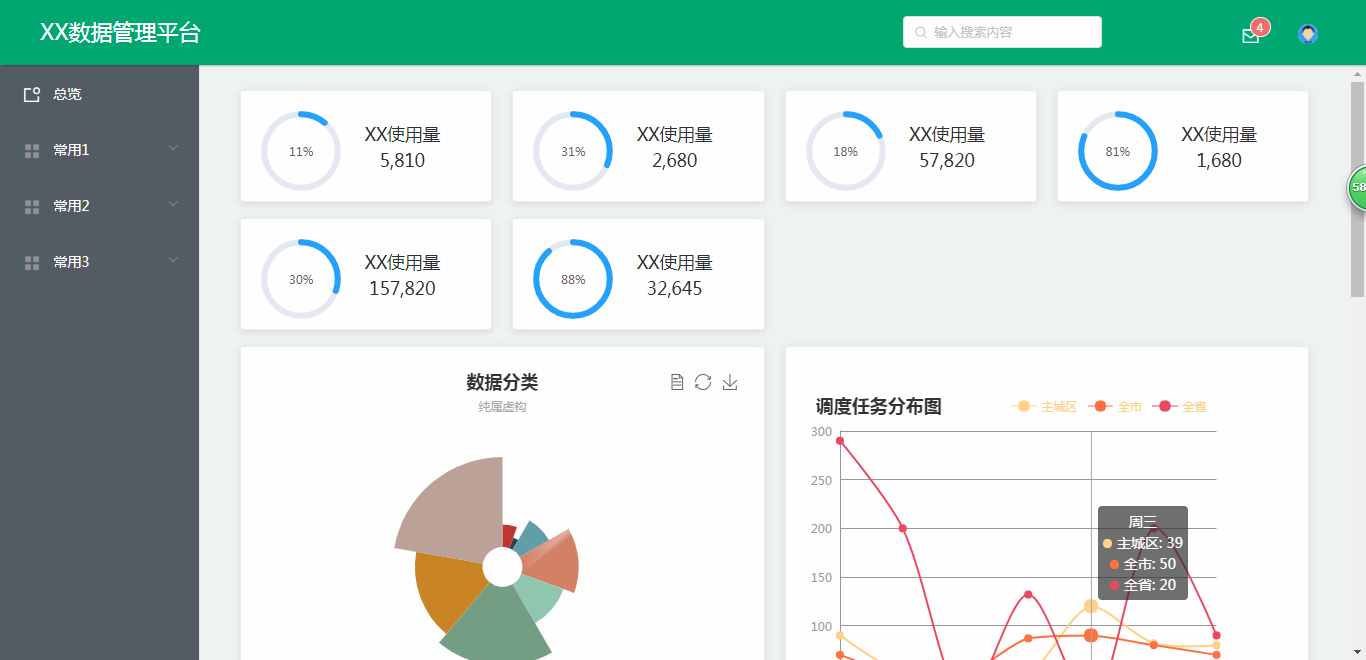 XX数据管理平台
输入搜索内容
4
总览
常用1
常用2
常用3
11%
XX使用量
5,810
31%
XX使用量
2,680
18%
XX使用量
57,820
81%
XX使用量
1,680
58
30%
XX使用量
157,820
88%
XX使用量
32,645
数据分类
纯属虚构
调度任务分布图
主城区 全市 全省
300
250
200
150
100
周三
主城区: 39
全市: 50
全省: 20